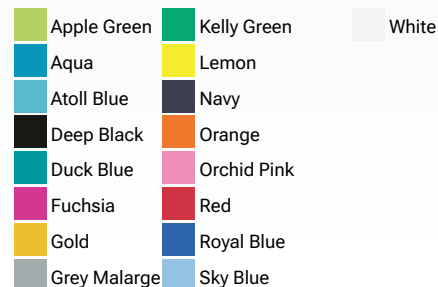 Apple Green
Aqua
Atoll Blue
Deep Black
Duck Blue
Fuchsia
Gold
Grey Malarge
Kelly Green
Lemon
Navy
Orange
Orchid Pink
Red
Royal Blue
Sky Blue
White